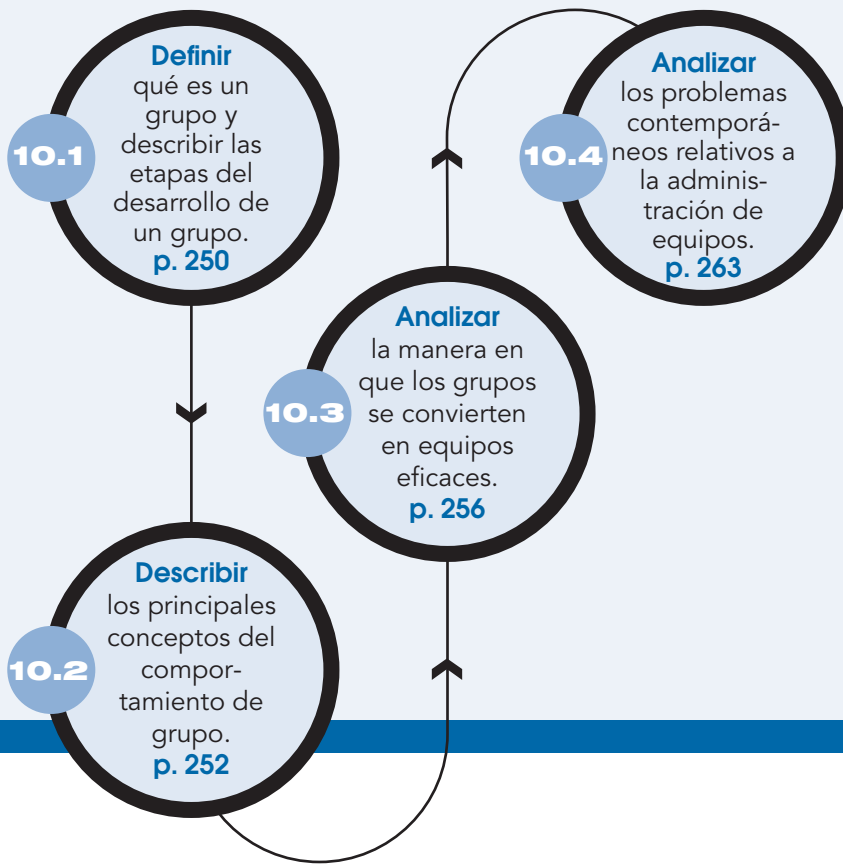 10.1
Definir
qué es un
grupo y
describir las
etapas del
desarrollo de
un grupo.
p. 250
10.2
Describir
los principales
conceptos del
compor-
tamiento de
grupo.
p. 252
10.3
Analizar
la manera en
que los grupos
se convierten
en equipos
eficaces.
p. 256
10.4
Analizar
los problemas
contemporá-
neos relativos a
la adminis-
tración de
equipos.
p. 263